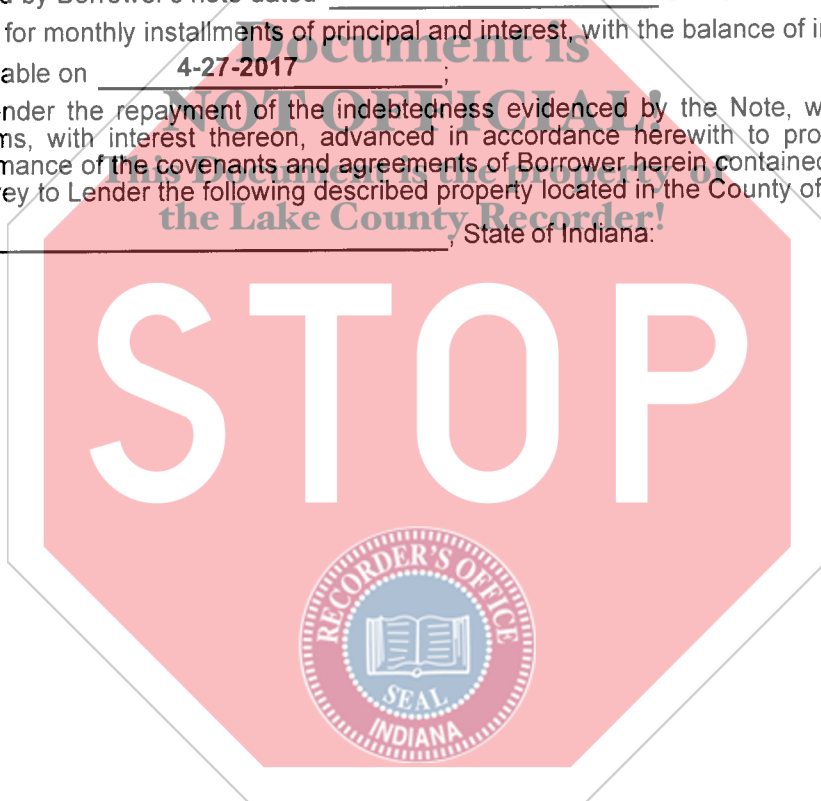 d by Borrower's note dated
for monthly installments of principal and interest, with the balance of i
able on 4-27-2017 ;
nder the repayment of the indebtedness evidenced by the Note, w
ms, with interest thereon, advanced in accordance herewith to pro
mance of the covenants and agreements of Borrower herein contained
ey to Lender the following described property located in the County of
, State of Indiana:
Document is
NOT OFFICIAL!
This Document is the property of
the Lake County Recorder!
STOP
RECORDER'S OFFICE
SEAL
INDIANA